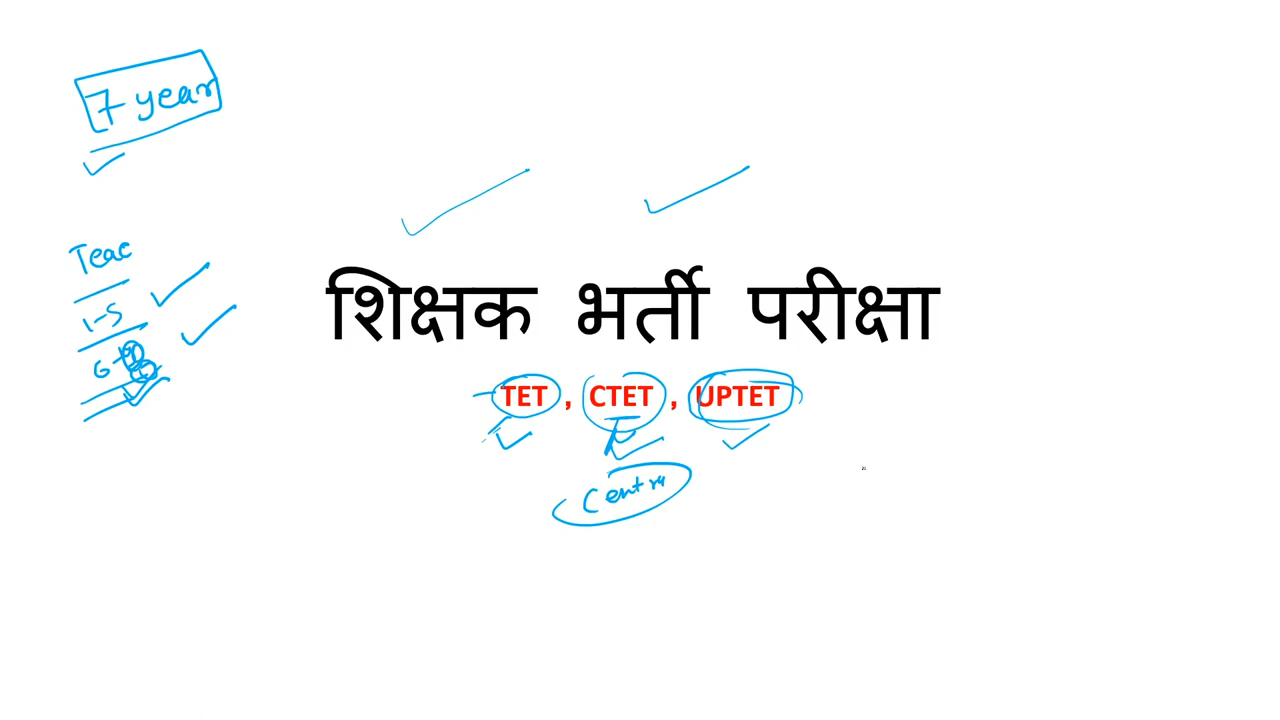 7 year
Teac
1-5
शिक्षक भर्ती परीक्षा
TET , CTET , UPTET
Centra